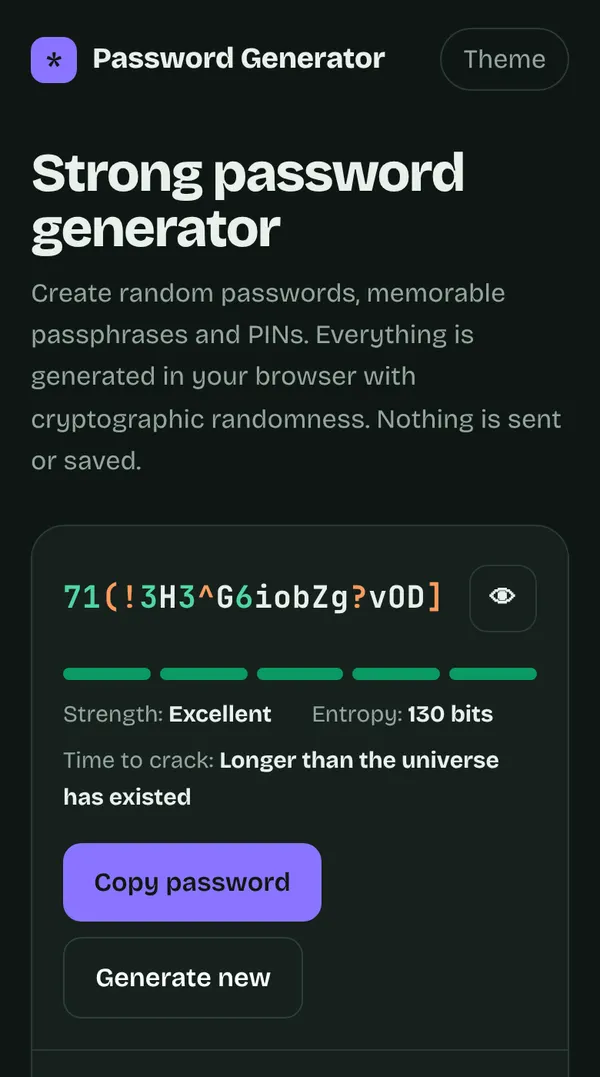 * Password Generator Theme
Strong password
generator
Create random passwords, memorable
passphrases and PINs. Everything is
generated in your browser with
cryptographic randomness. Nothing is sent
or saved.
71(!3H3^G6iobZg?vOD]
Strength: Excellent Entropy: 130 bits
Time to crack: Longer than the universe
has existed
Copy password
Generate new